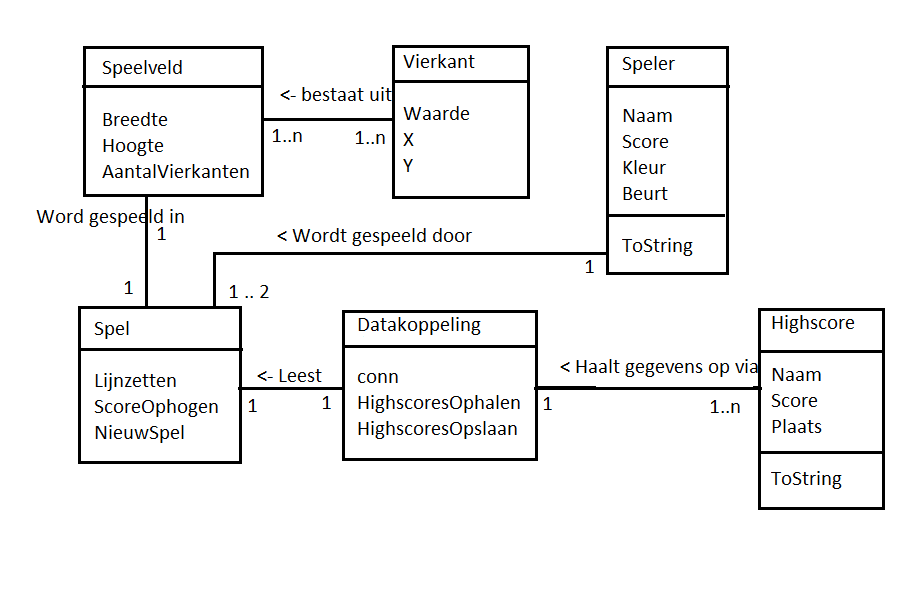 Speelveld
Breedte
Hoogte
AantalVierkanten
<- bestaat uit
1..n
1..n
Vierkant
Waarde
X
Y
Speler
Naam
Score
Kleur
Beurt
ToString
Word gespeeld in
1
1
< Wordt gespeeld door
1
1 .. 2
Spel
Lijnzetten
ScoreOphogen
NieuwSpel
<- Leest
1
1
Datakoppeling
conn
HighscoresOphalen
HighscoresOpslaan
< Haalt gegevens op via
1
1..n
Highscore
Naam
Score
Plaats
ToString